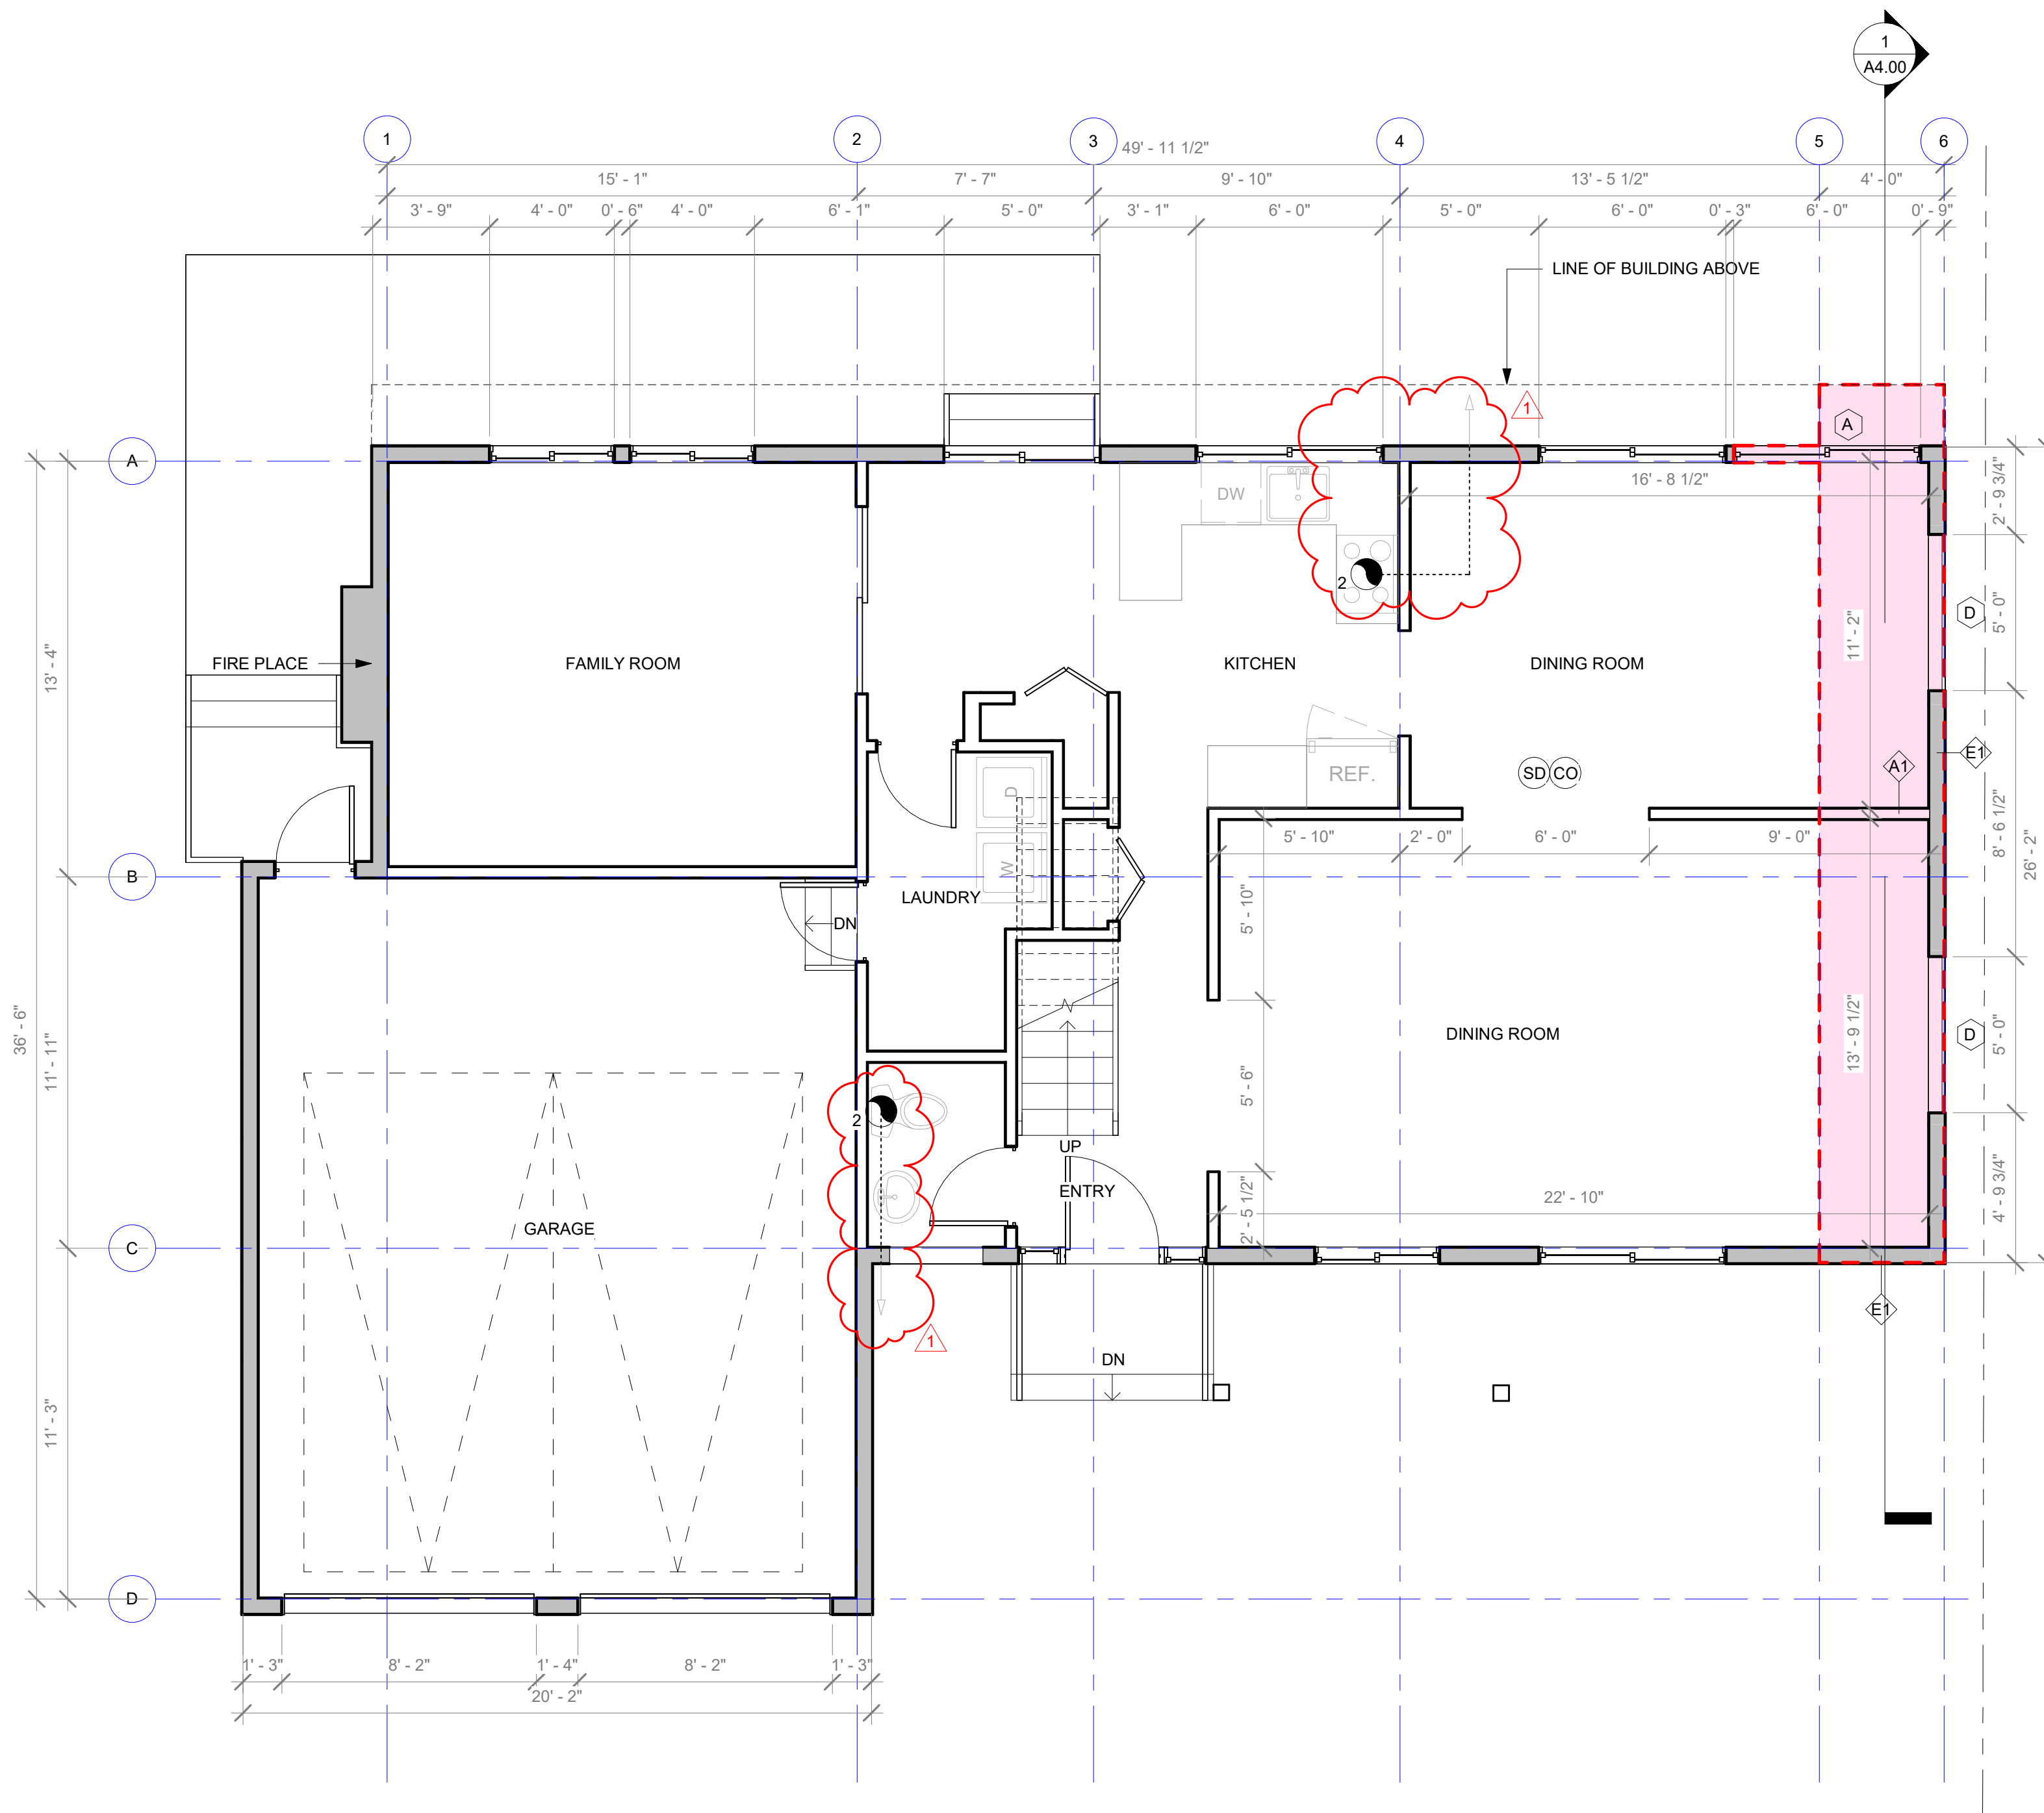 1
A4.00
1
2
3
4
5
6
49' - 11 1/2"
15' - 1"
7' - 7"
9' - 10"
13' - 5 1/2"
4' - 0"
3' - 9"
4' - 0"
0' - 6"
4' - 0"
6' - 1"
5' - 0"
3' - 1"
6' - 0"
5' - 0"
6' - 0"
0' - 3"
6' - 0"
0' - 9"
LINE OF BUILDING ABOVE
1
A
A
2' - 9 3/4"
16' - 8 1/2"
DW
2
D
5' - 0"
11' - 2"
13' - 4"
FIRE PLACE
FAMILY ROOM
KITCHEN
DINING ROOM
E1
A1
SD
CO
REF.
D
8' - 6 1/2"
26' - 2"
5' - 10"
2' - 0"
6' - 0"
9' - 0"
B
W
LAUNDRY
5' - 10"
DN
36' - 6"
11' - 11"
13' - 9 1/2"
DINING ROOM
D
5' - 0"
5' - 6"
2
UP
ENTRY
22' - 10"
4' - 9 3/4"
2' - 5 1/2"
GARAGE
C
E1
1
DN
11' - 3"
D
1' - 3"
8' - 2"
1' - 4"
8' - 2"
1' - 3"
20' - 2"